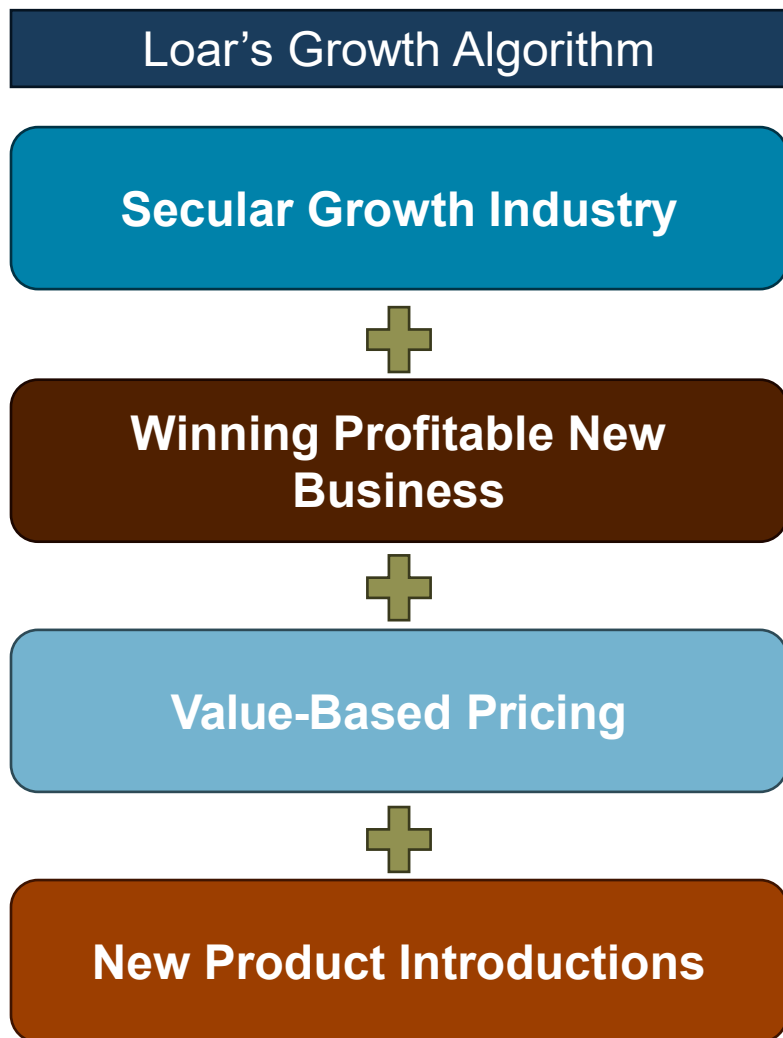 Loar’s Growth Algorithm
Secular Growth Industry
Winning Profitable New
Business
Value-Based Pricing
New Product Introductions